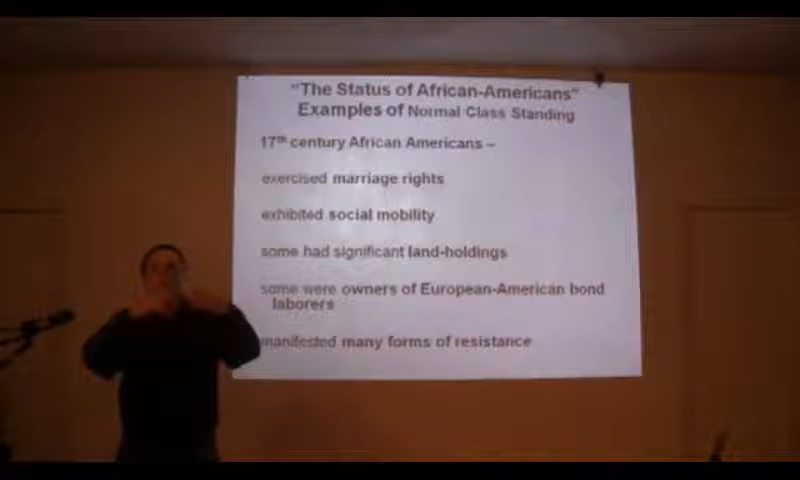 "The Status of African-Americans"
Examples of Normal Class Standing
17th century African Americans –
exercised marriage rights
exhibited social mobility
some had significant land-holdings
some were owners of European-American bond
laborers
manifested many forms of resistance